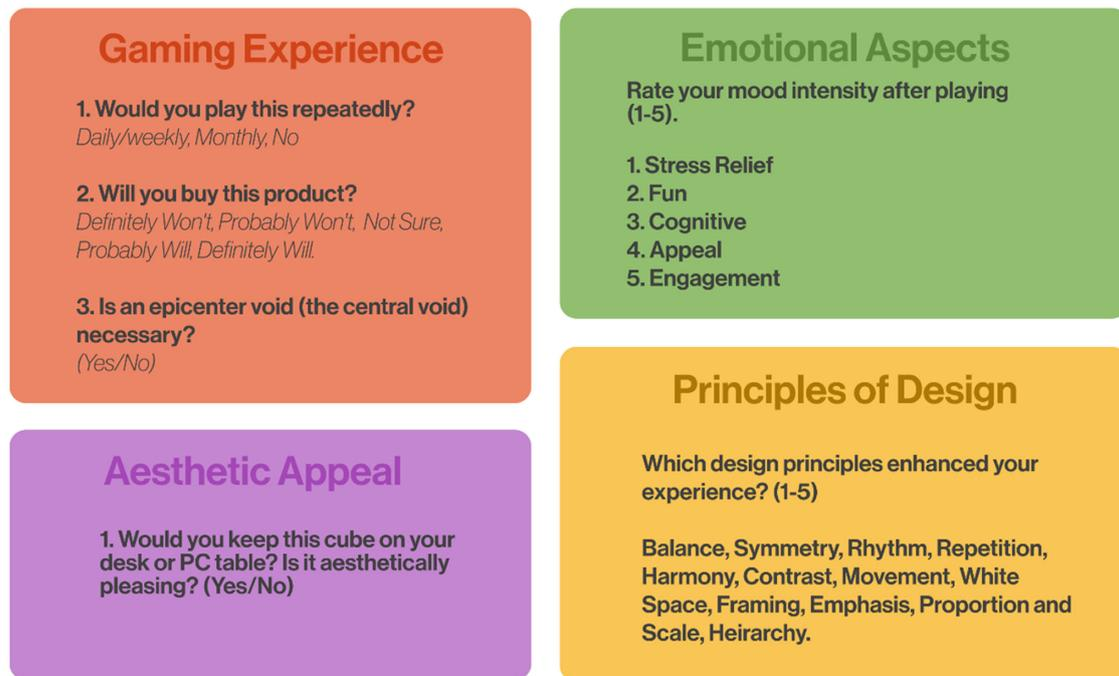 Gaming Experience
1. Would you play this repeatedly?
Daily/weekly, Monthly, No
2. Will you buy this product?
Definitely Won't, Probably Won't, Not Sure,
Probably Will, Definitely Will.
3. Is an epicenter void (the central void)
necessary?
(Yes/No)
Aesthetic Appeal
1. Would you keep this cube on your
desk or PC table? Is it aesthetically
pleasing? (Yes/No)
Emotional Aspects
Rate your mood intensity after playing
(1-5).
1. Stress Relief
2. Fun
3. Cognitive
4. Appeal
5. Engagement
Principles of Design
Which design principles enhanced your
experience? (1-5)
Balance, Symmetry, Rhythm, Repetition,
Harmony, Contrast, Movement, White
Space, Framing, Emphasis, Proportion and
Scale, Heirarchy.